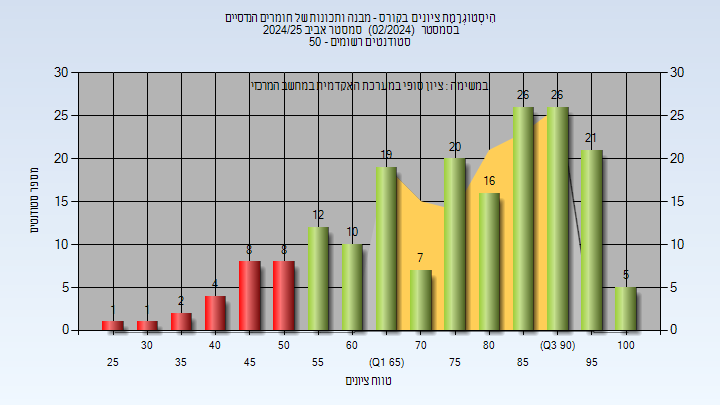 הִיסְטוֹגְרָמַת ציונים בקורס - מבנה ותכונות של חומרים הנדסיים
בסמסטר (02/2024) סמסטר אביב 2024/25
סטודנטים רשומים - 50
במשימה : ציון סופי במערכת האקדמית במחשב המרכזי
מספר סטודנטים
30 30
25 25
20 20
15 15
10 10
5 5
0 0
1 1 2 4 8 8 12 10 19 7 20 16 26 26 21 5
30 40 50 60 70 80 (Q3 90) 100
25 35 45 55 (Q1 65) 75 85 95
טווח ציונים